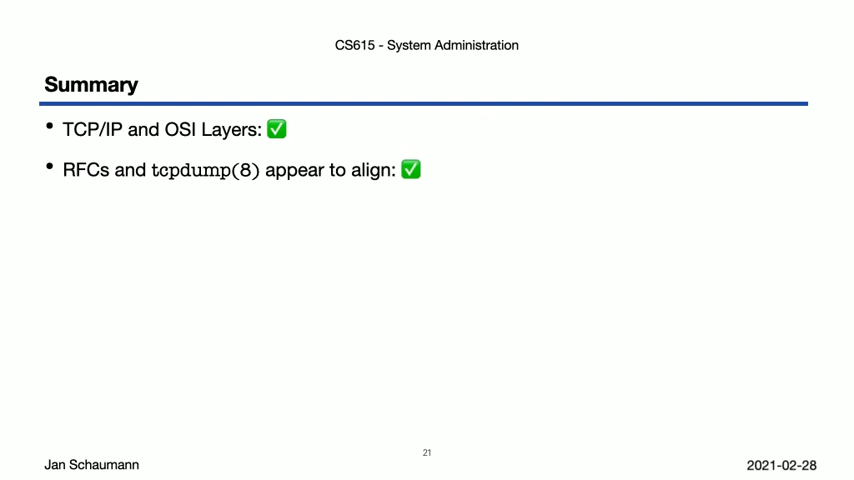 CS615 - System Administration
Summary
• TCP/IP and OSI Layers: ✅
• RFCs and tcpdump(8) appear to align: ✅
21
Jan Schaumann
2021-02-28